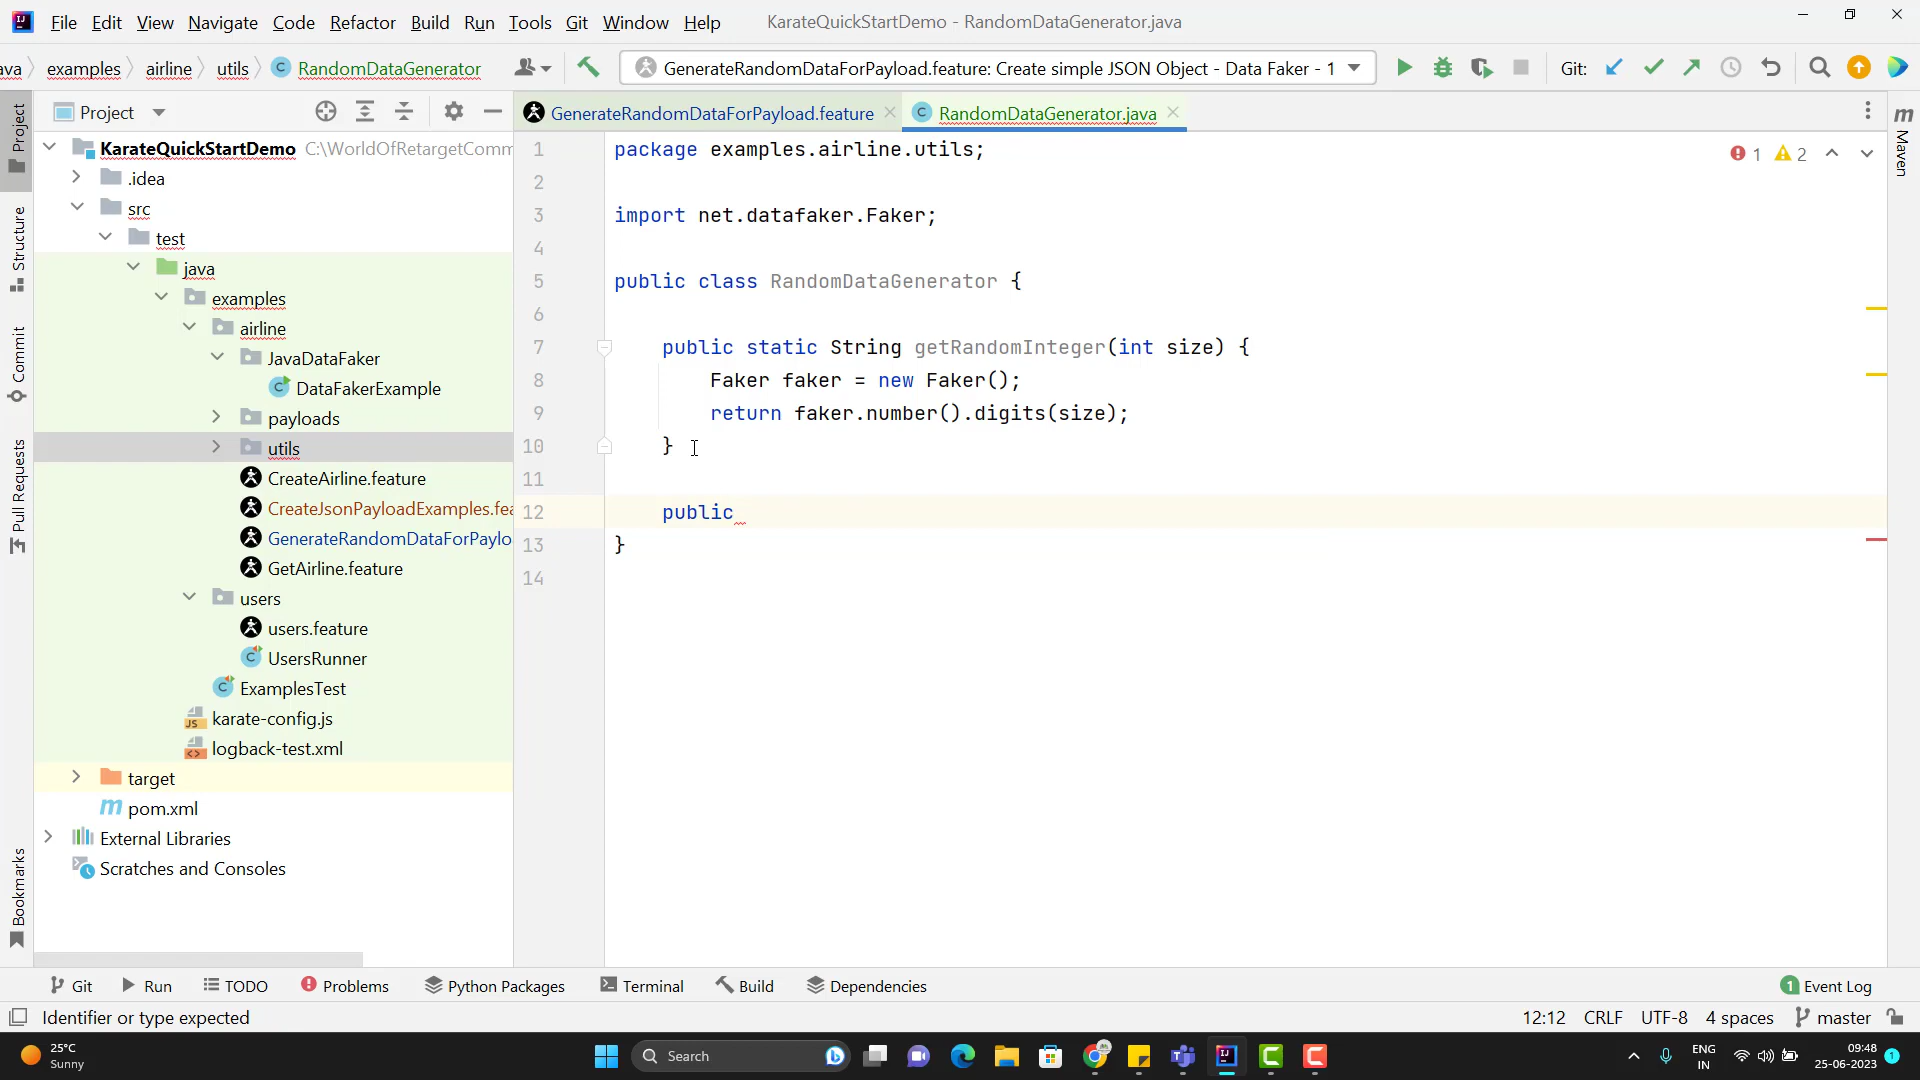 File Edit View Navigate Code Refactor Build Run Tools Git Window Help KarateQuickStartDemo - RandomDataGenerator.java
ava examples airline utils C RandomDataGenerator GenerateRandomDataForPayload.feature: Create simple JSON Object - Data Faker - 1 Git:
Project GenerateRandomDataForPayload.feature C RandomDataGenerator.java
KarateQuickStartDemo C:\WorldOfRetargetComm
.idea
src
test
java
examples
airline
JavaDataFaker
C DataFakerExample
payloads
utils
CreateAirline.feature
CreateJsonPayloadExamples.fea
GenerateRandomDataForPaylo
GetAirline.feature
users
users.feature
C UsersRunner
C ExamplesTest
JS karate-config.js
logback-test.xml
target
m pom.xml
External Libraries
Scratches and Consoles
Project
Structure
Commit
Pull Requests
Bookmarks
1 package examples.airline.utils;
2
3 import net.datafaker.Faker;
4
5 public class RandomDataGenerator {
6
7 public static String getRandomInteger(int size) {
8 Faker faker = new Faker();
9 return faker.number().digits(size);
10 }
11
12 public
13 }
14
1 2
m Maven
Git Run TODO Problems Python Packages Terminal Build Dependencies 1 Event Log
Identifier or type expected 12:12 CRLF UTF-8 4 spaces master
25°C
Sunny
Search
ENG
IN
09:48
25-06-2023
1